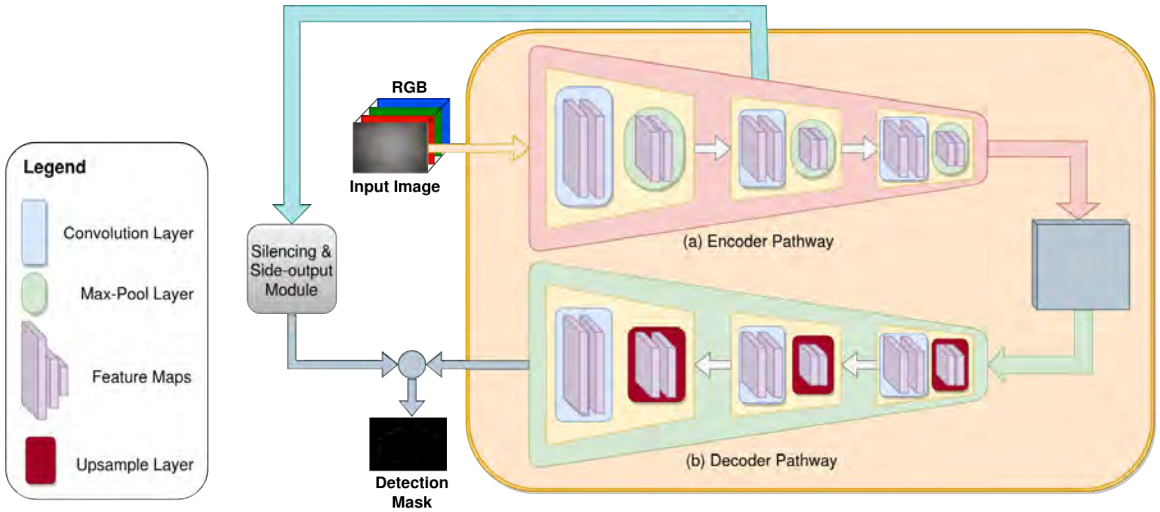 RGB
Input Image
Legend
Convolution Layer
Max-Pool Layer
Feature Maps
Upsample Layer
Silencing &
Side-output
Module
(a) Encoder Pathway
(b) Decoder Pathway
Detection
Mask